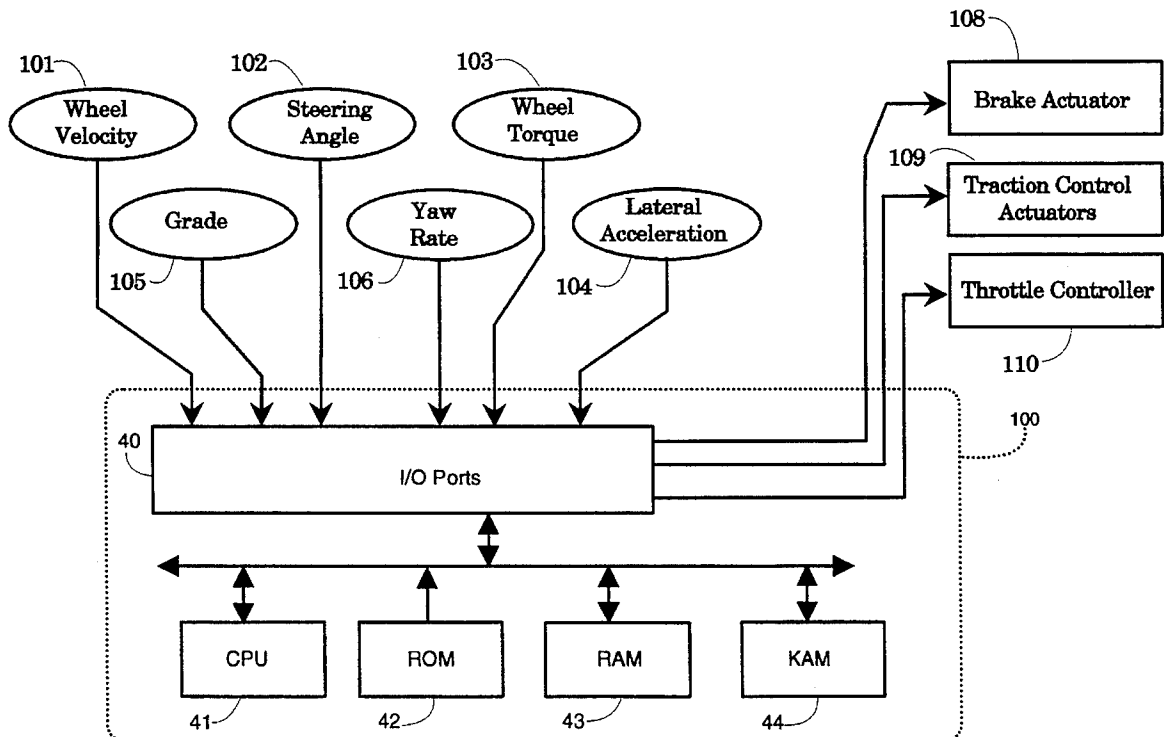 108
101
102
103
Brake Actuator
Wheel
Velocity
Steering
Angle
Wheel
Torque
109
Traction Control
Actuators
Grade
Yaw
Rate
Lateral
Acceleration
105
106
104
Throttle Controller
110
100
40
I/O Ports
CPU
ROM
RAM
KAM
41
42
43
44